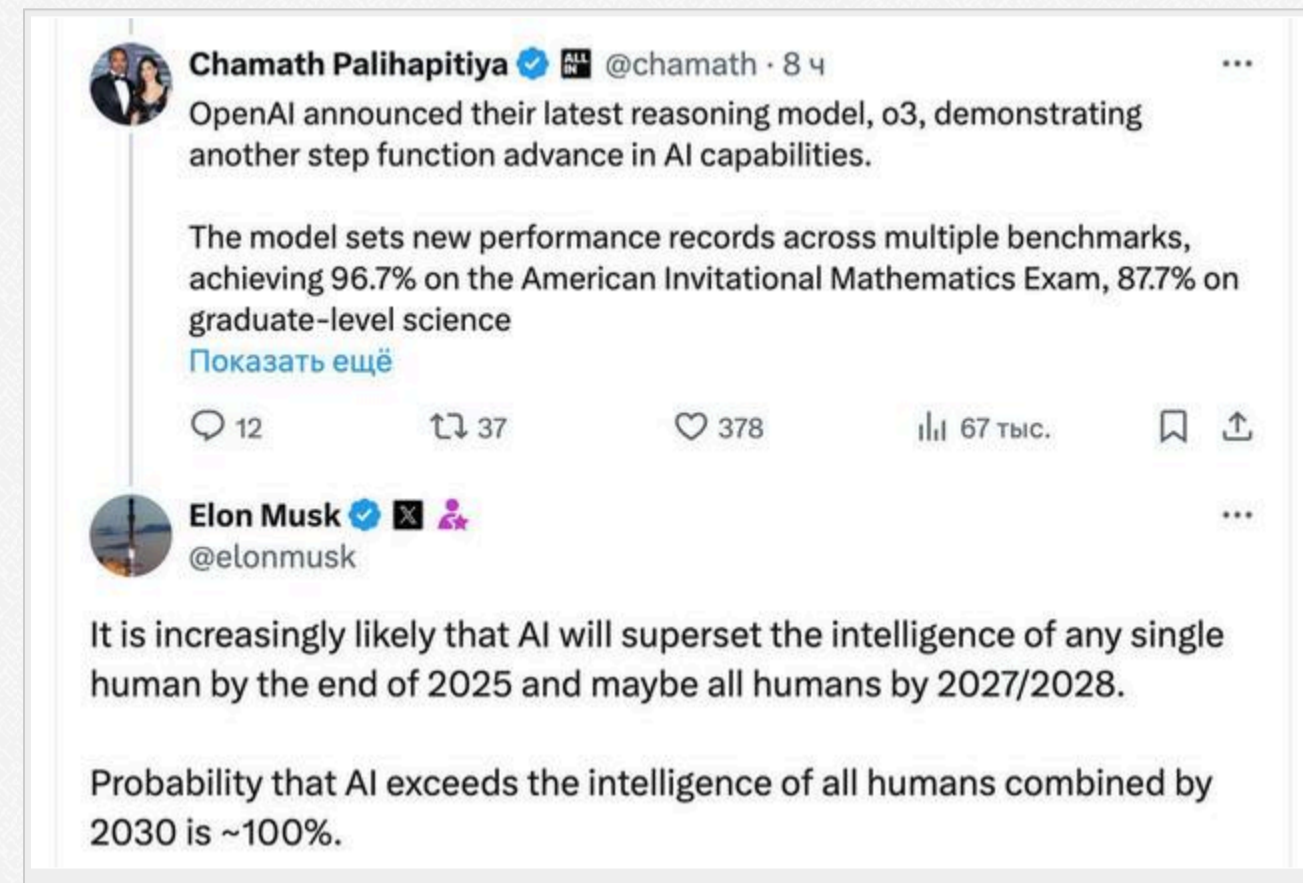 Chamath Palihapitiya ALL IN @chamath · 8 ч
OpenAI announced their latest reasoning model, o3, demonstrating
another step function advance in AI capabilities.
The model sets new performance records across multiple benchmarks,
achieving 96.7% on the American Invitational Mathematics Exam, 87.7% on
graduate-level science
Показать ещё
12 37 378 67 тыс.
Elon Musk X
@elonmusk
It is increasingly likely that AI will superset the intelligence of any single
human by the end of 2025 and maybe all humans by 2027/2028.
Probability that AI exceeds the intelligence of all humans combined by
2030 is ~100%.